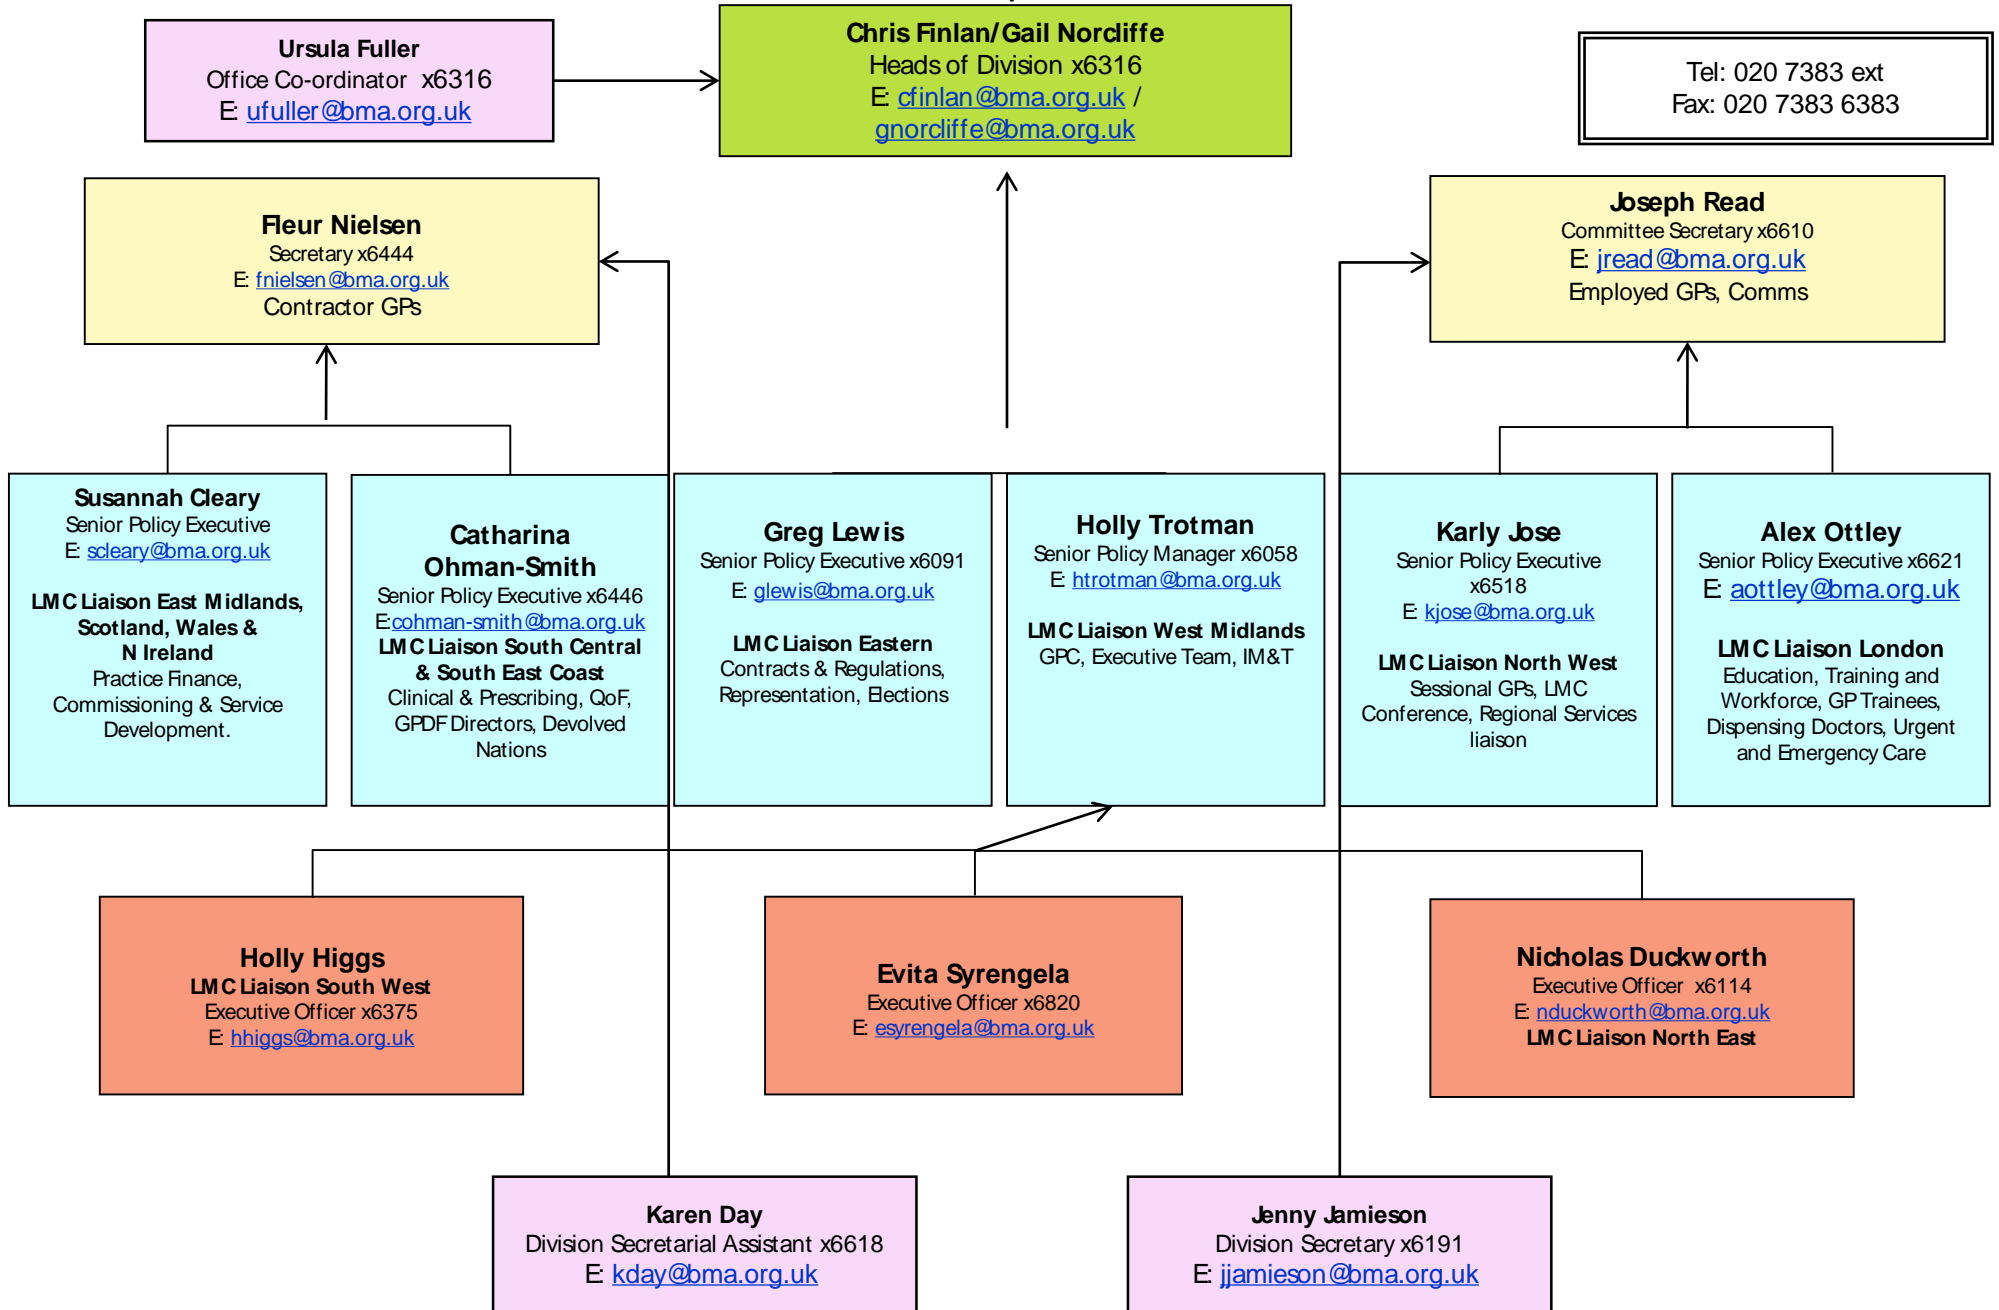 Ursula Fuller
Office Co-ordinator x6316
E: ufuller@bma.org.uk
Chris Finlan/Gail Norcliffe
Heads of Division x6316
E: cfinlan@bma.org.uk /
gnorcliffe@bma.org.uk
Tel: 020 7383 ext
Fax: 020 7383 6383
Fleur Nielsen
Secretary x6444
E: fnielsen@bma.org.uk
Contractor GPs
Joseph Read
Committee Secretary x6610
E: jread@bma.org.uk
Employed GPs, Comms
Susannah Cleary
Senior Policy Executive
E: scleary@bma.org.uk
LMC Liaison East Midlands,
Scotland, Wales &
N Ireland
Practice Finance,
Commissioning & Service
Development.
Catharina
Ohman-Smith
Senior Policy Executive x6446
E:cohman-smith@bma.org.uk
LMC Liaison South Central
& South East Coast
Clinical & Prescribing, QoF,
GPDF Directors, Devolved
Nations
Greg Lewis
Senior Policy Executive x6091
E: glewis@bma.org.uk
LMC Liaison Eastern
Contracts & Regulations,
Representation, Elections
Holly Trotman
Senior Policy Manager x6058
E: htrotman@bma.org.uk
LMC Liaison West Midlands
GPC, Executive Team, IM&T
Karly Jose
Senior Policy Executive
x6518
E: kjose@bma.org.uk
LMC Liaison North West
Sessional GPs, LMC
Conference, Regional Services
liaison
Alex Ottley
Senior Policy Executive x6621
E: aottley@bma.org.uk
LMC Liaison London
Education, Training and
Workforce, GP Trainees,
Dispensing Doctors, Urgent
and Emergency Care
Holly Higgs
LMC Liaison South West
Executive Officer x6375
E: hhiggs@bma.org.uk
Evita Syrengela
Executive Officer x6820
E: esyrengela@bma.org.uk
Nicholas Duckworth
Executive Officer x6114
E: nduckworth@bma.org.uk
LMC Liaison North East
Karen Day
Division Secretarial Assistant x6618
E: kday@bma.org.uk
Jenny Jamieson
Division Secretary x6191
E: jjamieson@bma.org.uk